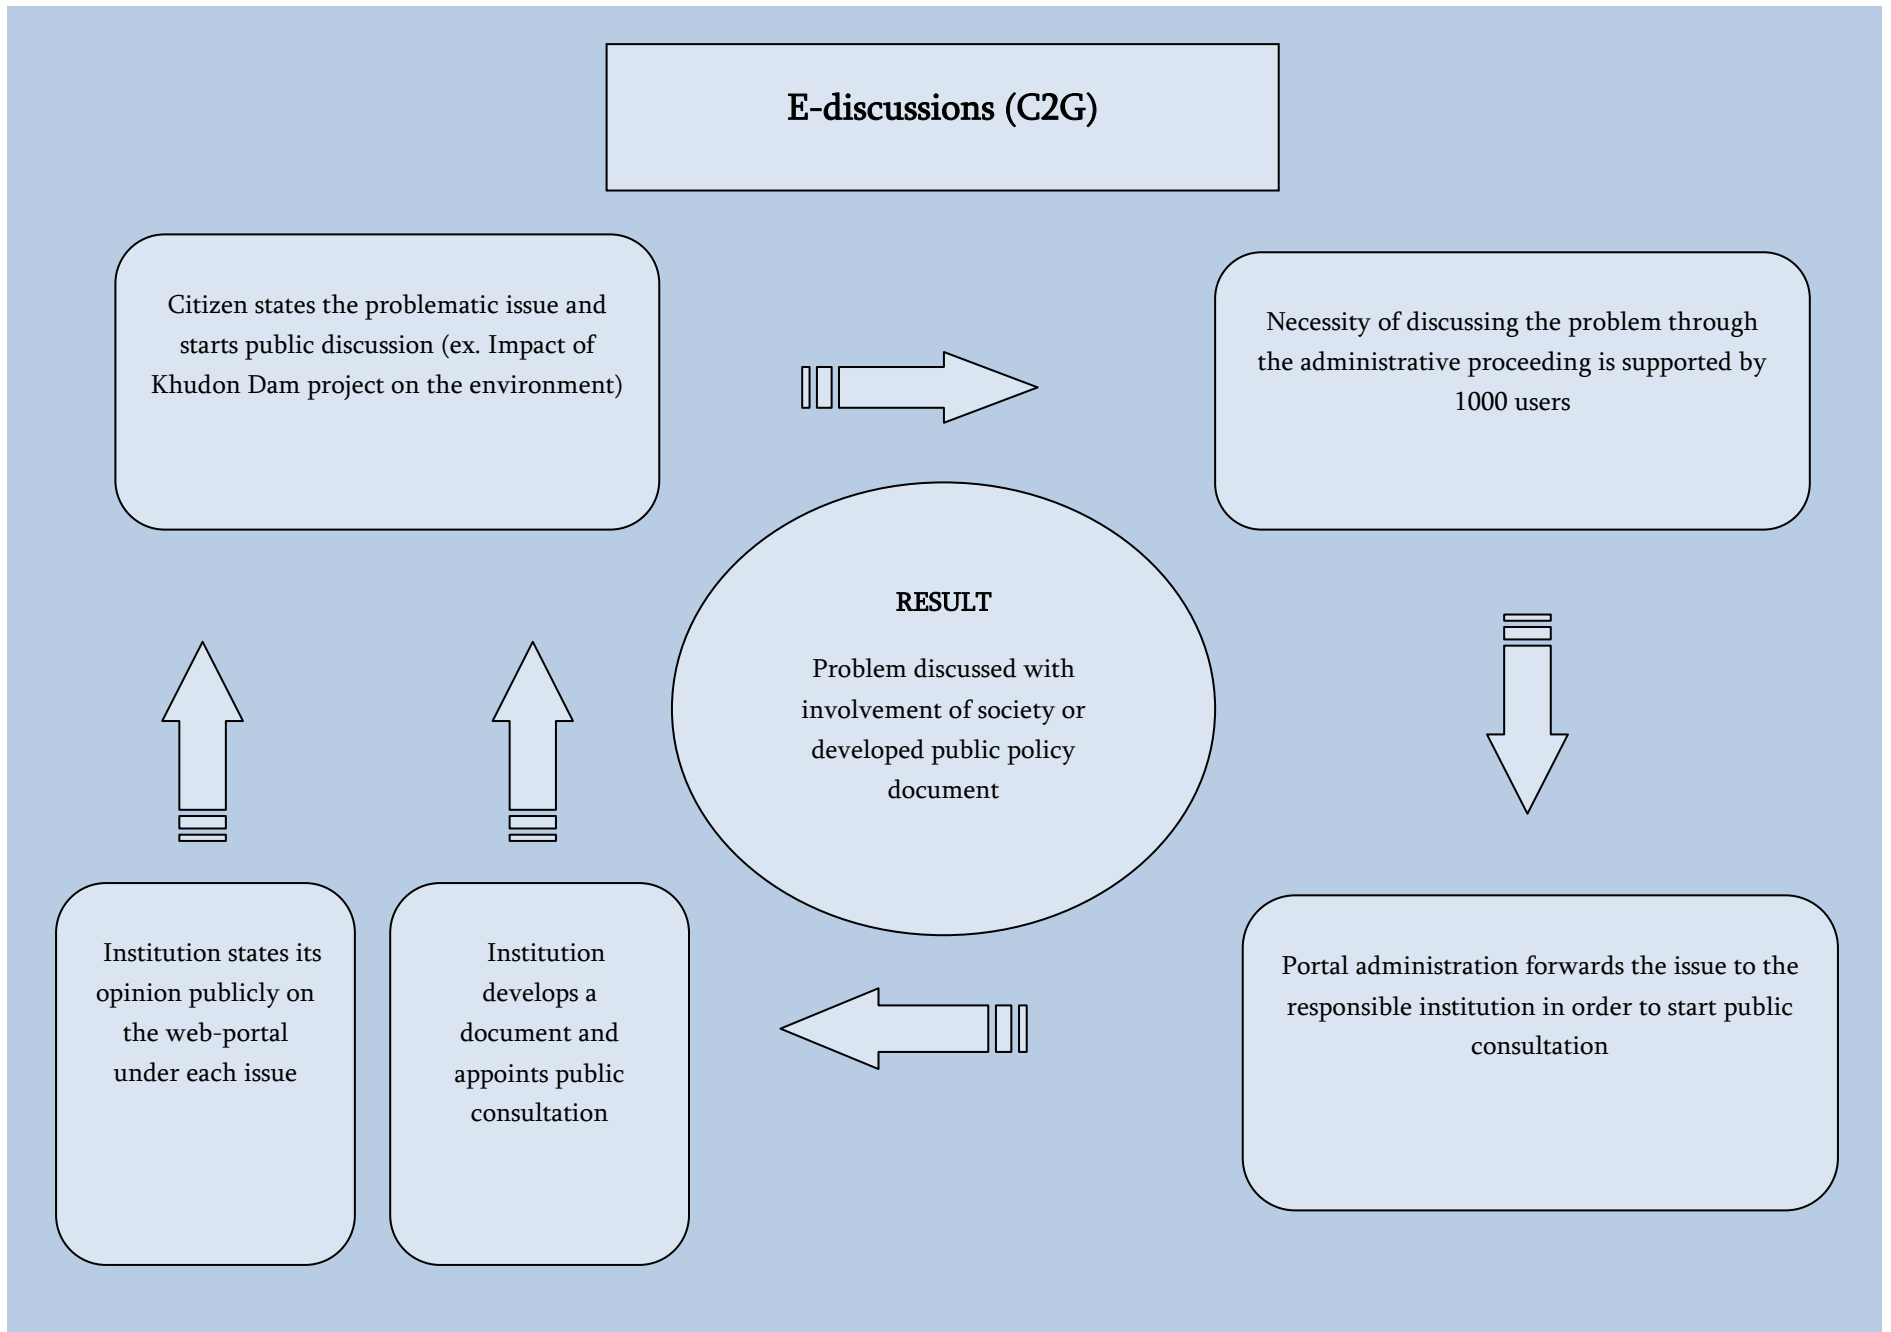 E-discussions (C2G)
Citizen states the problematic issue and
starts public discussion (ex. Impact of
Khudon Dam project on the environment)
Necessity of discussing the problem through
the administrative proceeding is supported by
1000 users
RESULT
Problem discussed with
involvement of society or
developed public policy
document
Institution states its
opinion publicly on
the web-portal
under each issue
Institution
develops a
document and
appoints public
consultation
Portal administration forwards the issue to the
responsible institution in order to start public
consultation